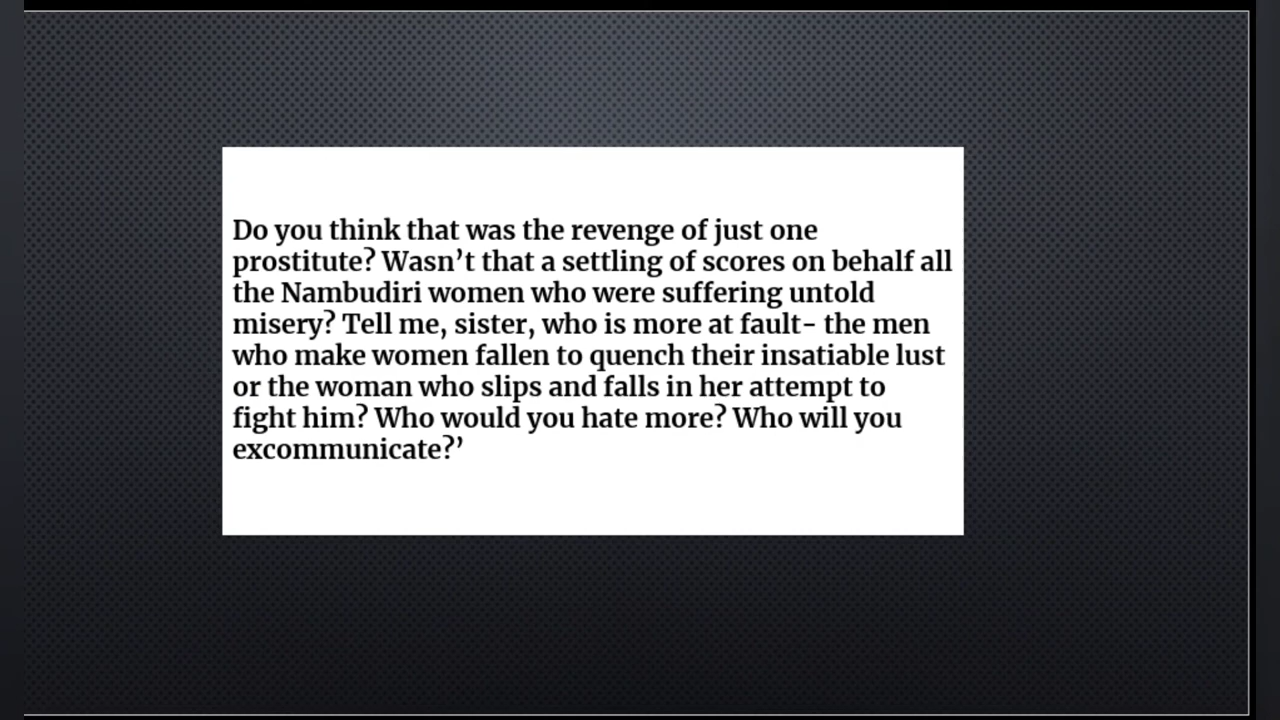 Do you think that was the revenge of just one
prostitute? Wasn’t that a settling of scores on behalf all
the Nambudiri women who were suffering untold
misery? Tell me, sister, who is more at fault- the men
who make women fallen to quench their insatiable lust
or the woman who slips and falls in her attempt to
fight him? Who would you hate more? Who will you
excommunicate?’